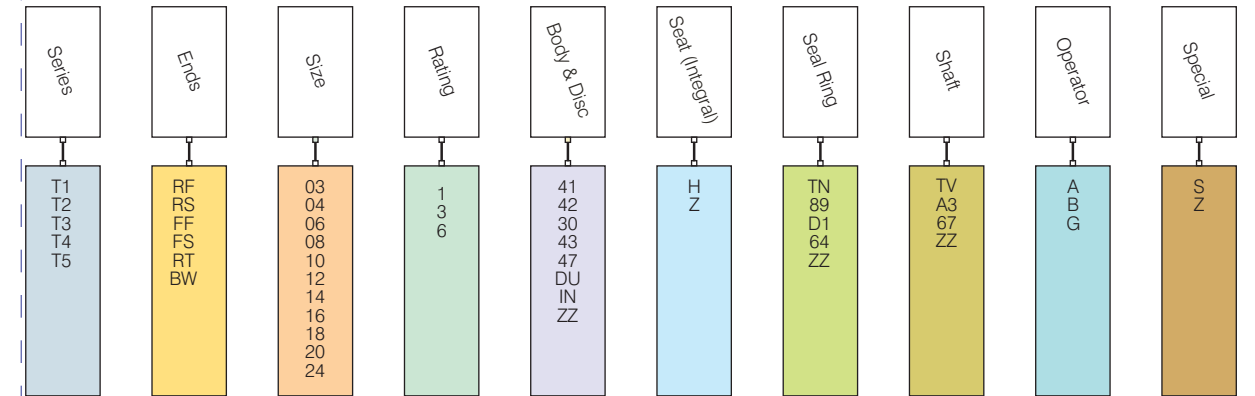 Series
Ends
Size
Rating
Body & Disc
Seat (Integral)
Seal Ring
Shaft
Operator
Special
T1
T2
T3
T4
T5
RF
RS
FF
FS
RT
BW
03
04
06
08
10
12
14
16
18
20
24
1
3
6
41
42
30
43
47
DU
IN
ZZ
H
Z
TN
89
D1
64
ZZ
TV
A3
67
ZZ
A
B
G
S
Z